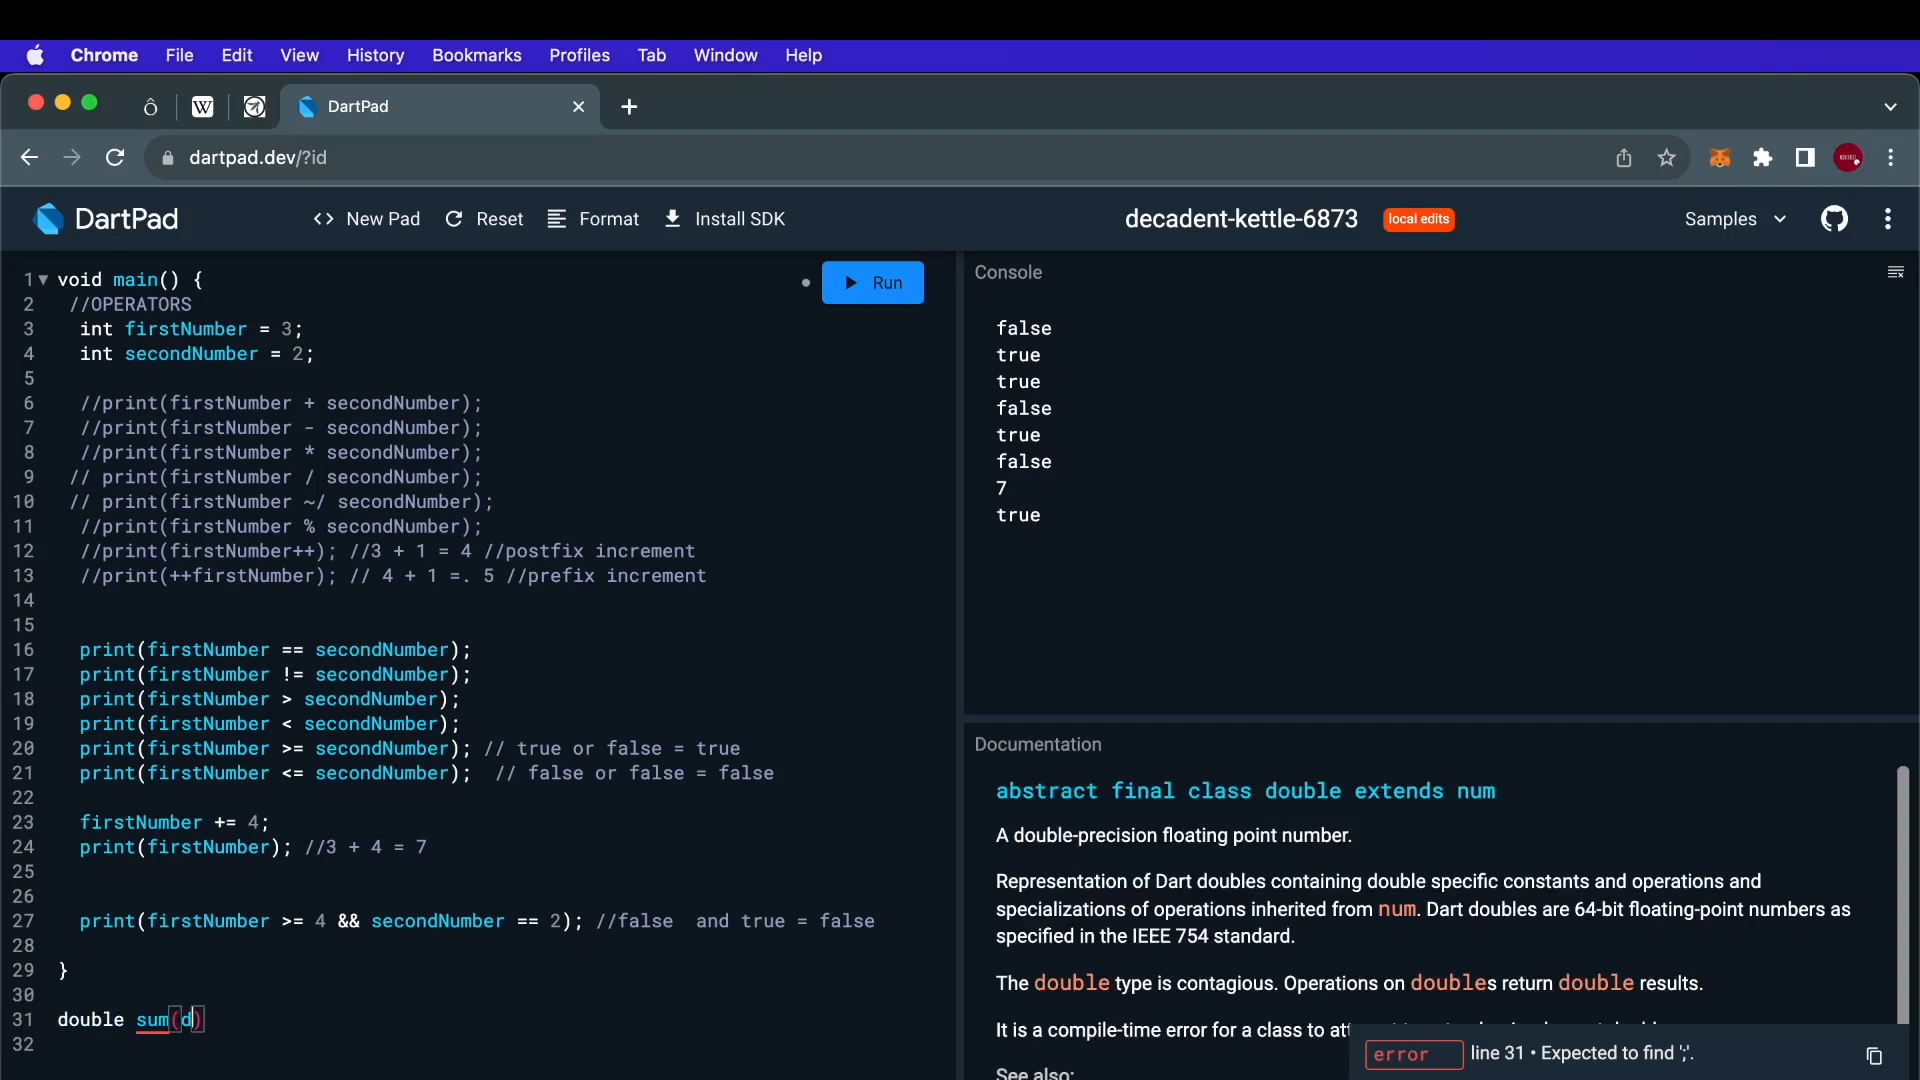 Chrome File Edit View History Bookmarks Profiles Tab Window Help
W DartPad
dartpad.dev/?id
DartPad <> New Pad Reset Format Install SDK decadent-kettle-6873 local edits Samples
Run
1 void main() {
2 //OPERATORS
3 int firstNumber = 3;
4 int secondNumber = 2;
5
6 //print(firstNumber + secondNumber);
7 //print(firstNumber - secondNumber);
8 //print(firstNumber * secondNumber);
9 // print(firstNumber / secondNumber);
10 // print(firstNumber ~/ secondNumber);
11 //print(firstNumber % secondNumber);
12 //print(firstNumber++); //3 + 1 = 4 //postfix increment
13 //print(++firstNumber); // 4 + 1 =. 5 //prefix increment
14
15
16 print(firstNumber == secondNumber);
17 print(firstNumber != secondNumber);
18 print(firstNumber > secondNumber);
19 print(firstNumber < secondNumber);
20 print(firstNumber >= secondNumber); // true or false = true
21 print(firstNumber <= secondNumber);  // false or false = false
22
23 firstNumber += 4;
24 print(firstNumber); //3 + 4 = 7
25
26
27 print(firstNumber >= 4 && secondNumber == 2); //false  and true = false
28
29 }
30
31 double sum(d)
32
Console
false
true
true
false
true
false
7
true
Documentation
abstract final class double extends num
A double-precision floating point number.
Representation of Dart doubles containing double specific constants and operations and
specializations of operations inherited from num. Dart doubles are 64-bit floating-point numbers as
specified in the IEEE 754 standard.
The double type is contagious. Operations on doubles return double results.
It is a compile-time error for a class to
See also:
error line 31 • Expected to find ';'.